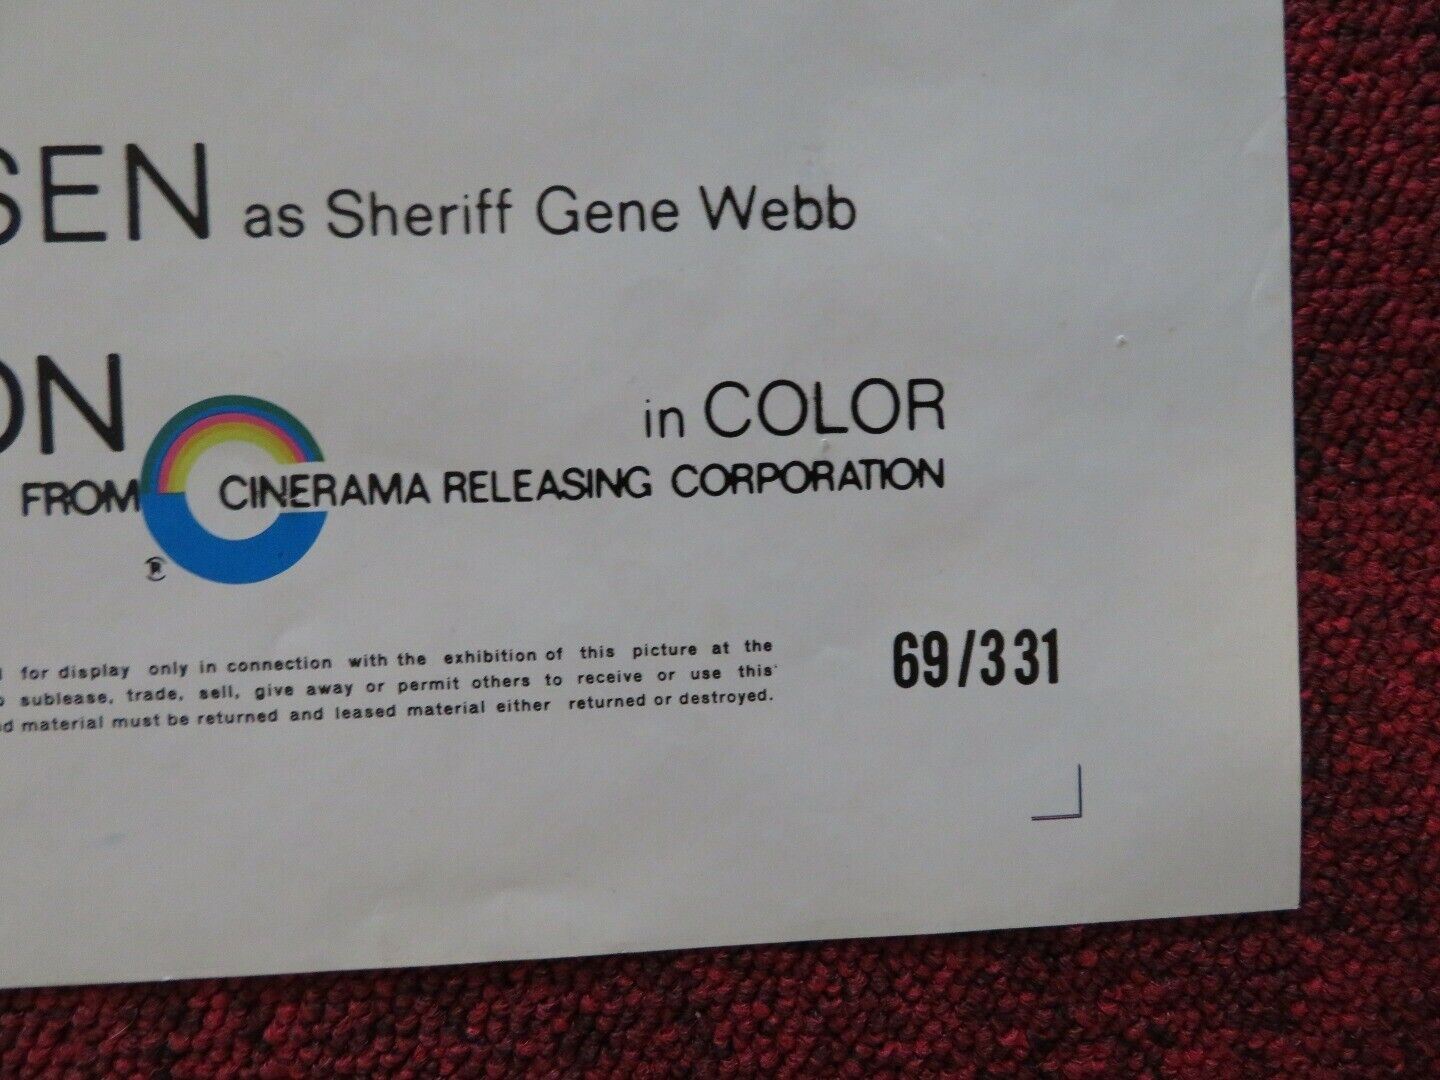 SEN as Sheriff Gene Webb
ON
in COLOR
FROM CINERAMA RELEASING CORPORATION
®
for display only in connection with the exhibition of this picture at the
sublease, trade, sell, give away or permit others to receive or use this
material must be returned and leased material either returned or destroyed.
69/331